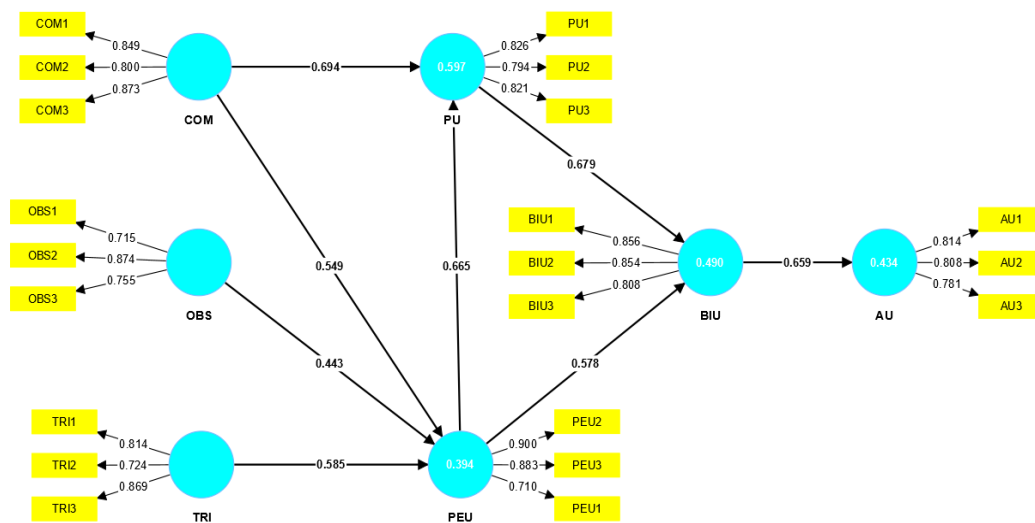 COM1
COM2
COM3
0.849
0.800
0.873
COM
0.694
0.597
PU
0.826
0.794
0.821
PU1
PU2
PU3
0.549
0.665
0.679
OBS1
OBS2
OBS3
0.715
0.874
0.755
OBS
0.443
BIU1
BIU2
BIU3
0.856
0.854
0.808
0.490
BIU
0.659
0.434
AU
0.814
0.808
0.781
AU1
AU2
AU3
0.578
TRI1
TRI2
TRI3
0.814
0.724
0.869
TRI
0.585
0.394
PEU
0.900
0.883
0.710
PEU2
PEU3
PEU1